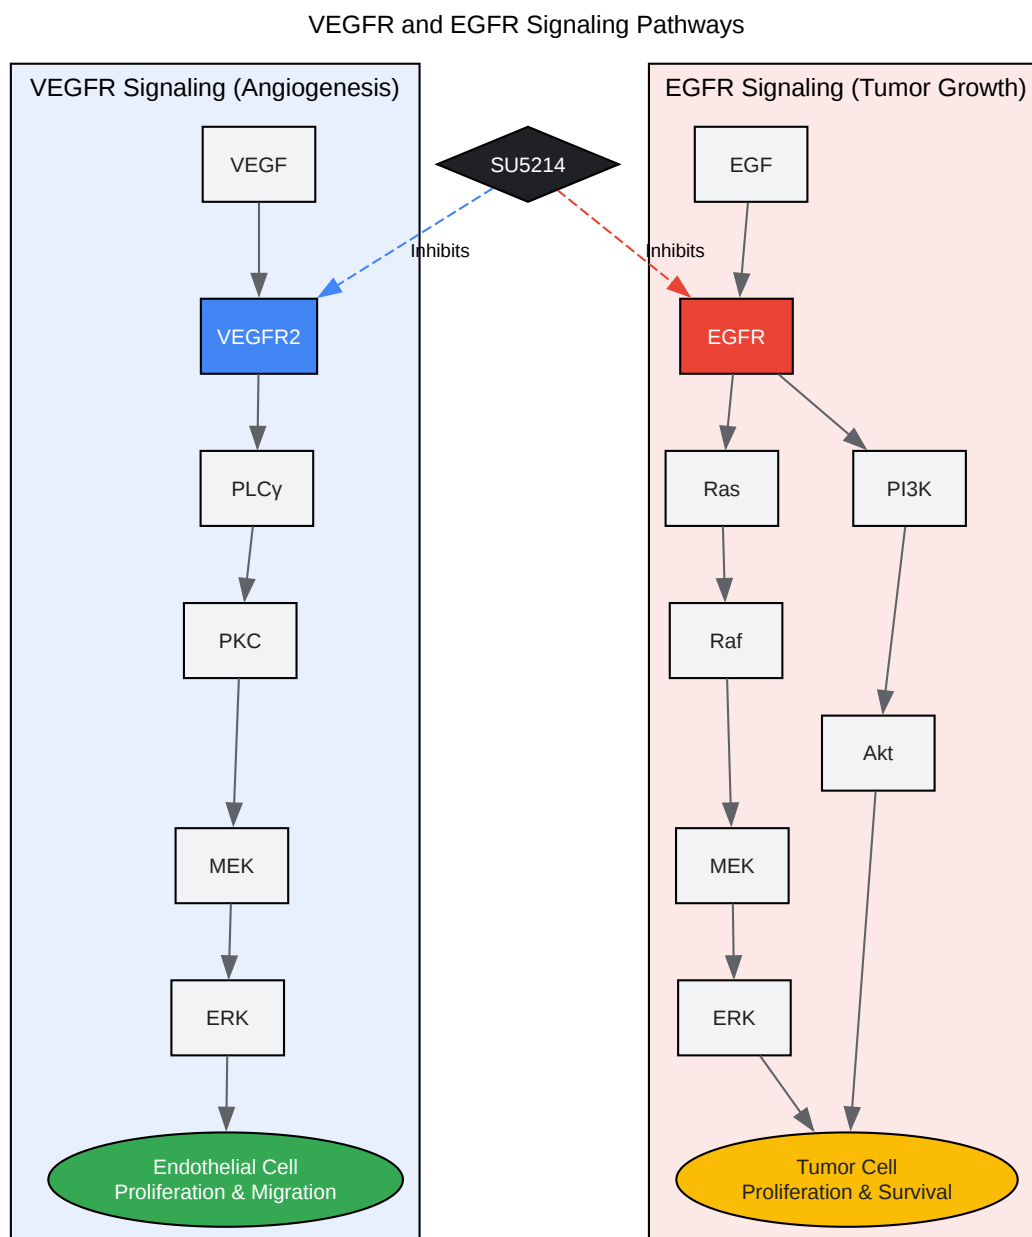 VEGFR and EGFR Signaling Pathways
VEGFR Signaling (Angiogenesis)
VEGF
VEGFR2
PLCγ
PKC
MEK
ERK
Endothelial Cell
Proliferation & Migration
SU5214
Inhibits
Inhibits
EGFR Signaling (Tumor Growth)
EGF
EGFR
Ras
PI3K
Raf
Akt
MEK
ERK
Tumor Cell
Proliferation & Survival